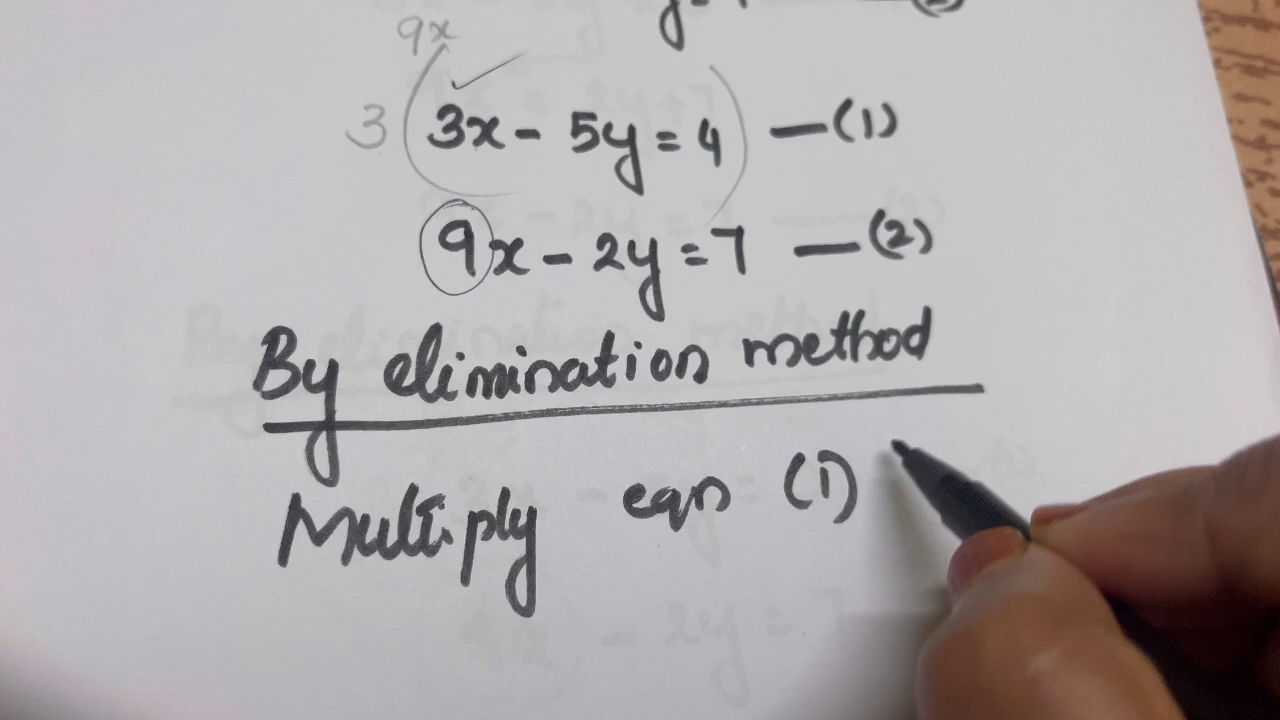 9x
3(3x - 5y = 4) —(1)
9x - 2y = 7 —(2)
By elimination method
Multiply eqn (1)